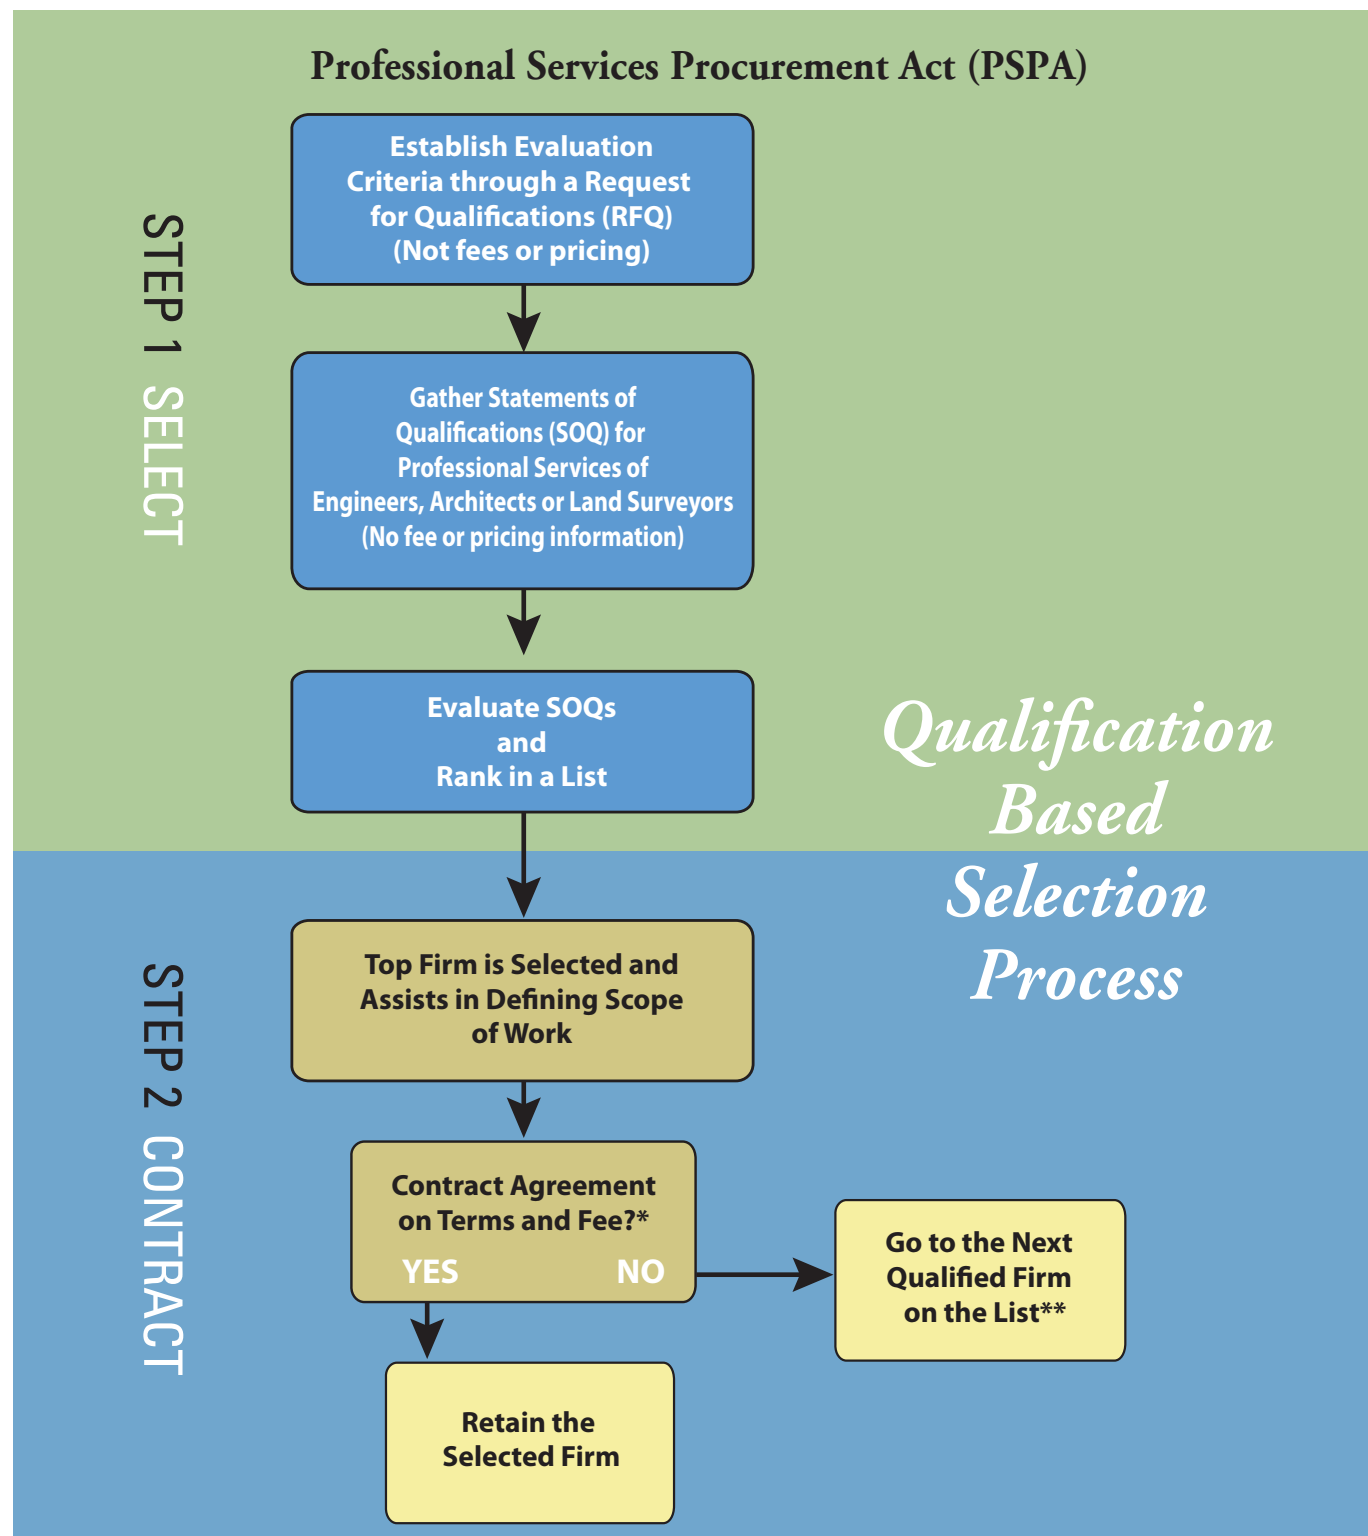 Professional Services Procurement Act (PSPA)
STEP 1 SELECT
Establish Evaluation
Criteria through a Request
for Qualifications (RFQ)
(Not fees or pricing)
Gather Statements of
Qualifications (SOQ) for
Professional Services of
Engineers, Architects or Land Surveyors
(No fee or pricing information)
Evaluate SOQs
and
Rank in a List
Qualification
Based
Selection
Process
STEP 2 CONTRACT
Top Firm is Selected and
Assists in Defining Scope
of Work
Contract Agreement
on Terms and Fee?*
YES NO
Go to the Next
Qualified Firm
on the List**
Retain the
Selected Firm